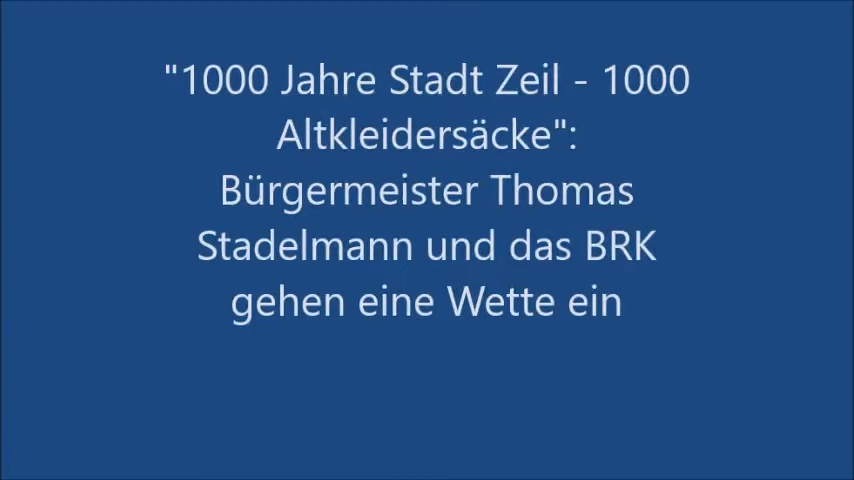 "1000 Jahre Stadt Zeil - 1000
Altkleidersäcke":
Bürgermeister Thomas
Stadelmann und das BRK
gehen eine Wette ein